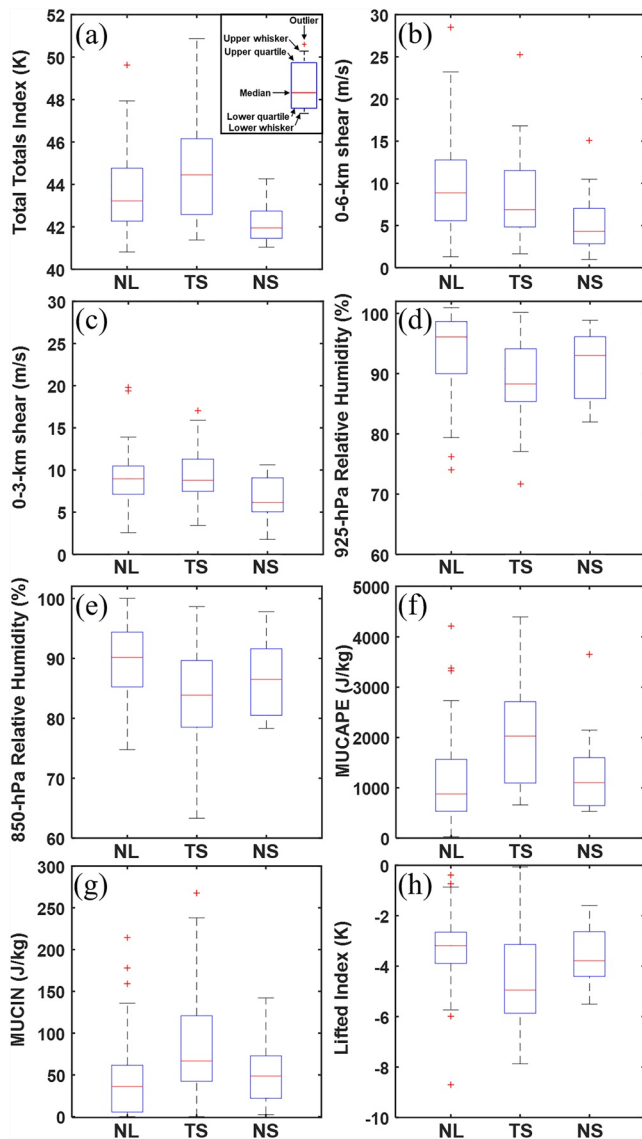 (a)
Total Totals Index (K)
52
50
48
46
44
42
40
NL TS NS
Outlier
Upper whisker
Upper quartile
Median
Lower quartile
Lower whisker
(b)
0-6-km shear (m/s)
30
25
20
15
10
5
0
NL TS NS
(c)
0-3-km shear (m/s)
30
25
20
15
10
5
0
NL TS NS
(d)
925-hPa Relative Humidity (%)
100
90
80
70
60
NL TS NS
(e)
850-hPa Relative Humidity (%)
100
90
80
70
60
NL TS NS
(f)
MUCAPE (J/kg)
5000
4000
3000
2000
1000
0
NL TS NS
(g)
MUCIN (J/kg)
300
250
200
150
100
50
0
NL TS NS
(h)
Lifted Index (K)
0
-2
-4
-6
-8
-10
NL TS NS